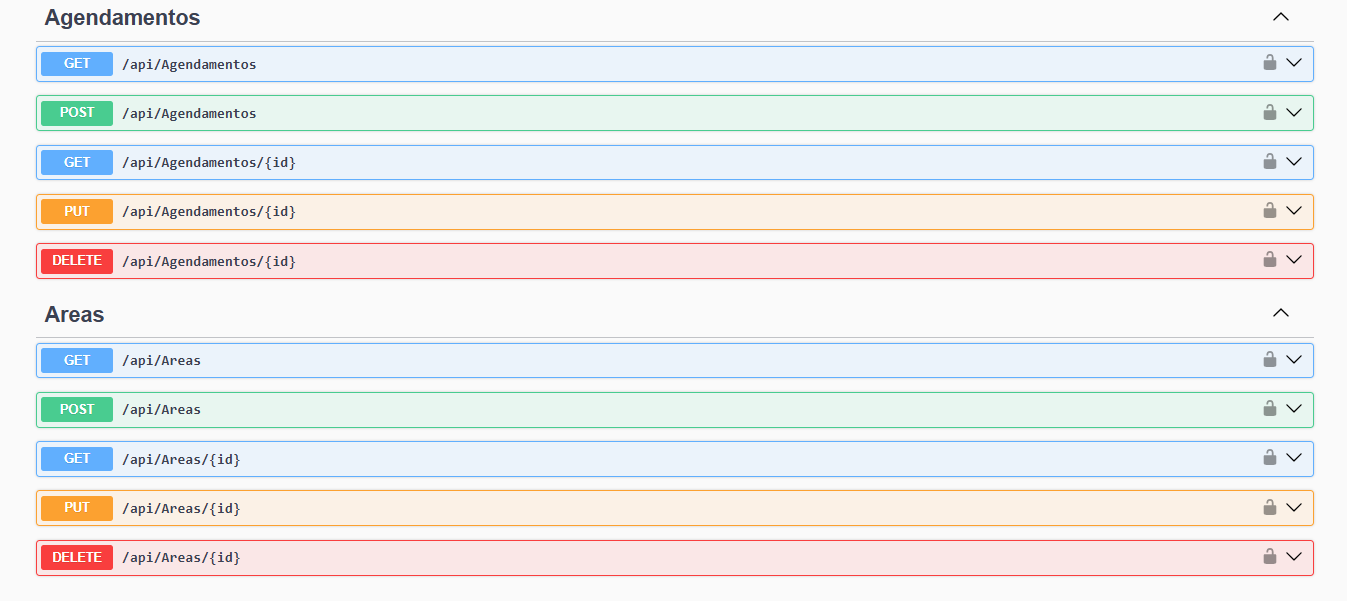 Agendamentos
GET /api/Agendamentos
POST /api/Agendamentos
GET /api/Agendamentos/{id}
PUT /api/Agendamentos/{id}
DELETE /api/Agendamentos/{id}
Areas
GET /api/Areas
POST /api/Areas
GET /api/Areas/{id}
PUT /api/Areas/{id}
DELETE /api/Areas/{id}